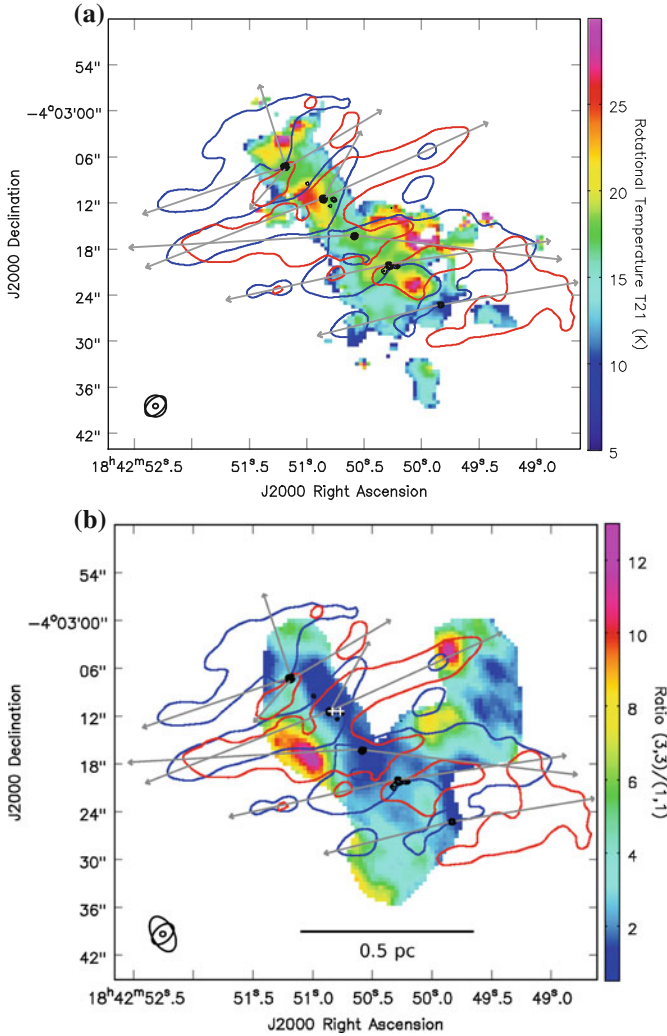 (a)
54"
−4°03'00"
06"
12"
18"
24"
30"
36"
42"
J2000 Declination
18ʰ42ᵐ52ˢ.5
51ˢ.5
51ˢ.0
50ˢ.5
50ˢ.0
49ˢ.5
49ˢ.0
J2000 Right Ascension
25
20
15
10
5
Rotational Temperature T21 (K)
(b)
54"
−4°03'00"
06"
12"
18"
24"
30"
36"
42"
J2000 Declination
0.5 pc
18ʰ42ᵐ52ˢ.5
51ˢ.5
51ˢ.0
50ˢ.5
50ˢ.0
49ˢ.5
49ˢ.0
J2000 Right Ascension
12
10
8
6
4
2
Ratio (3,3)/(1,1)